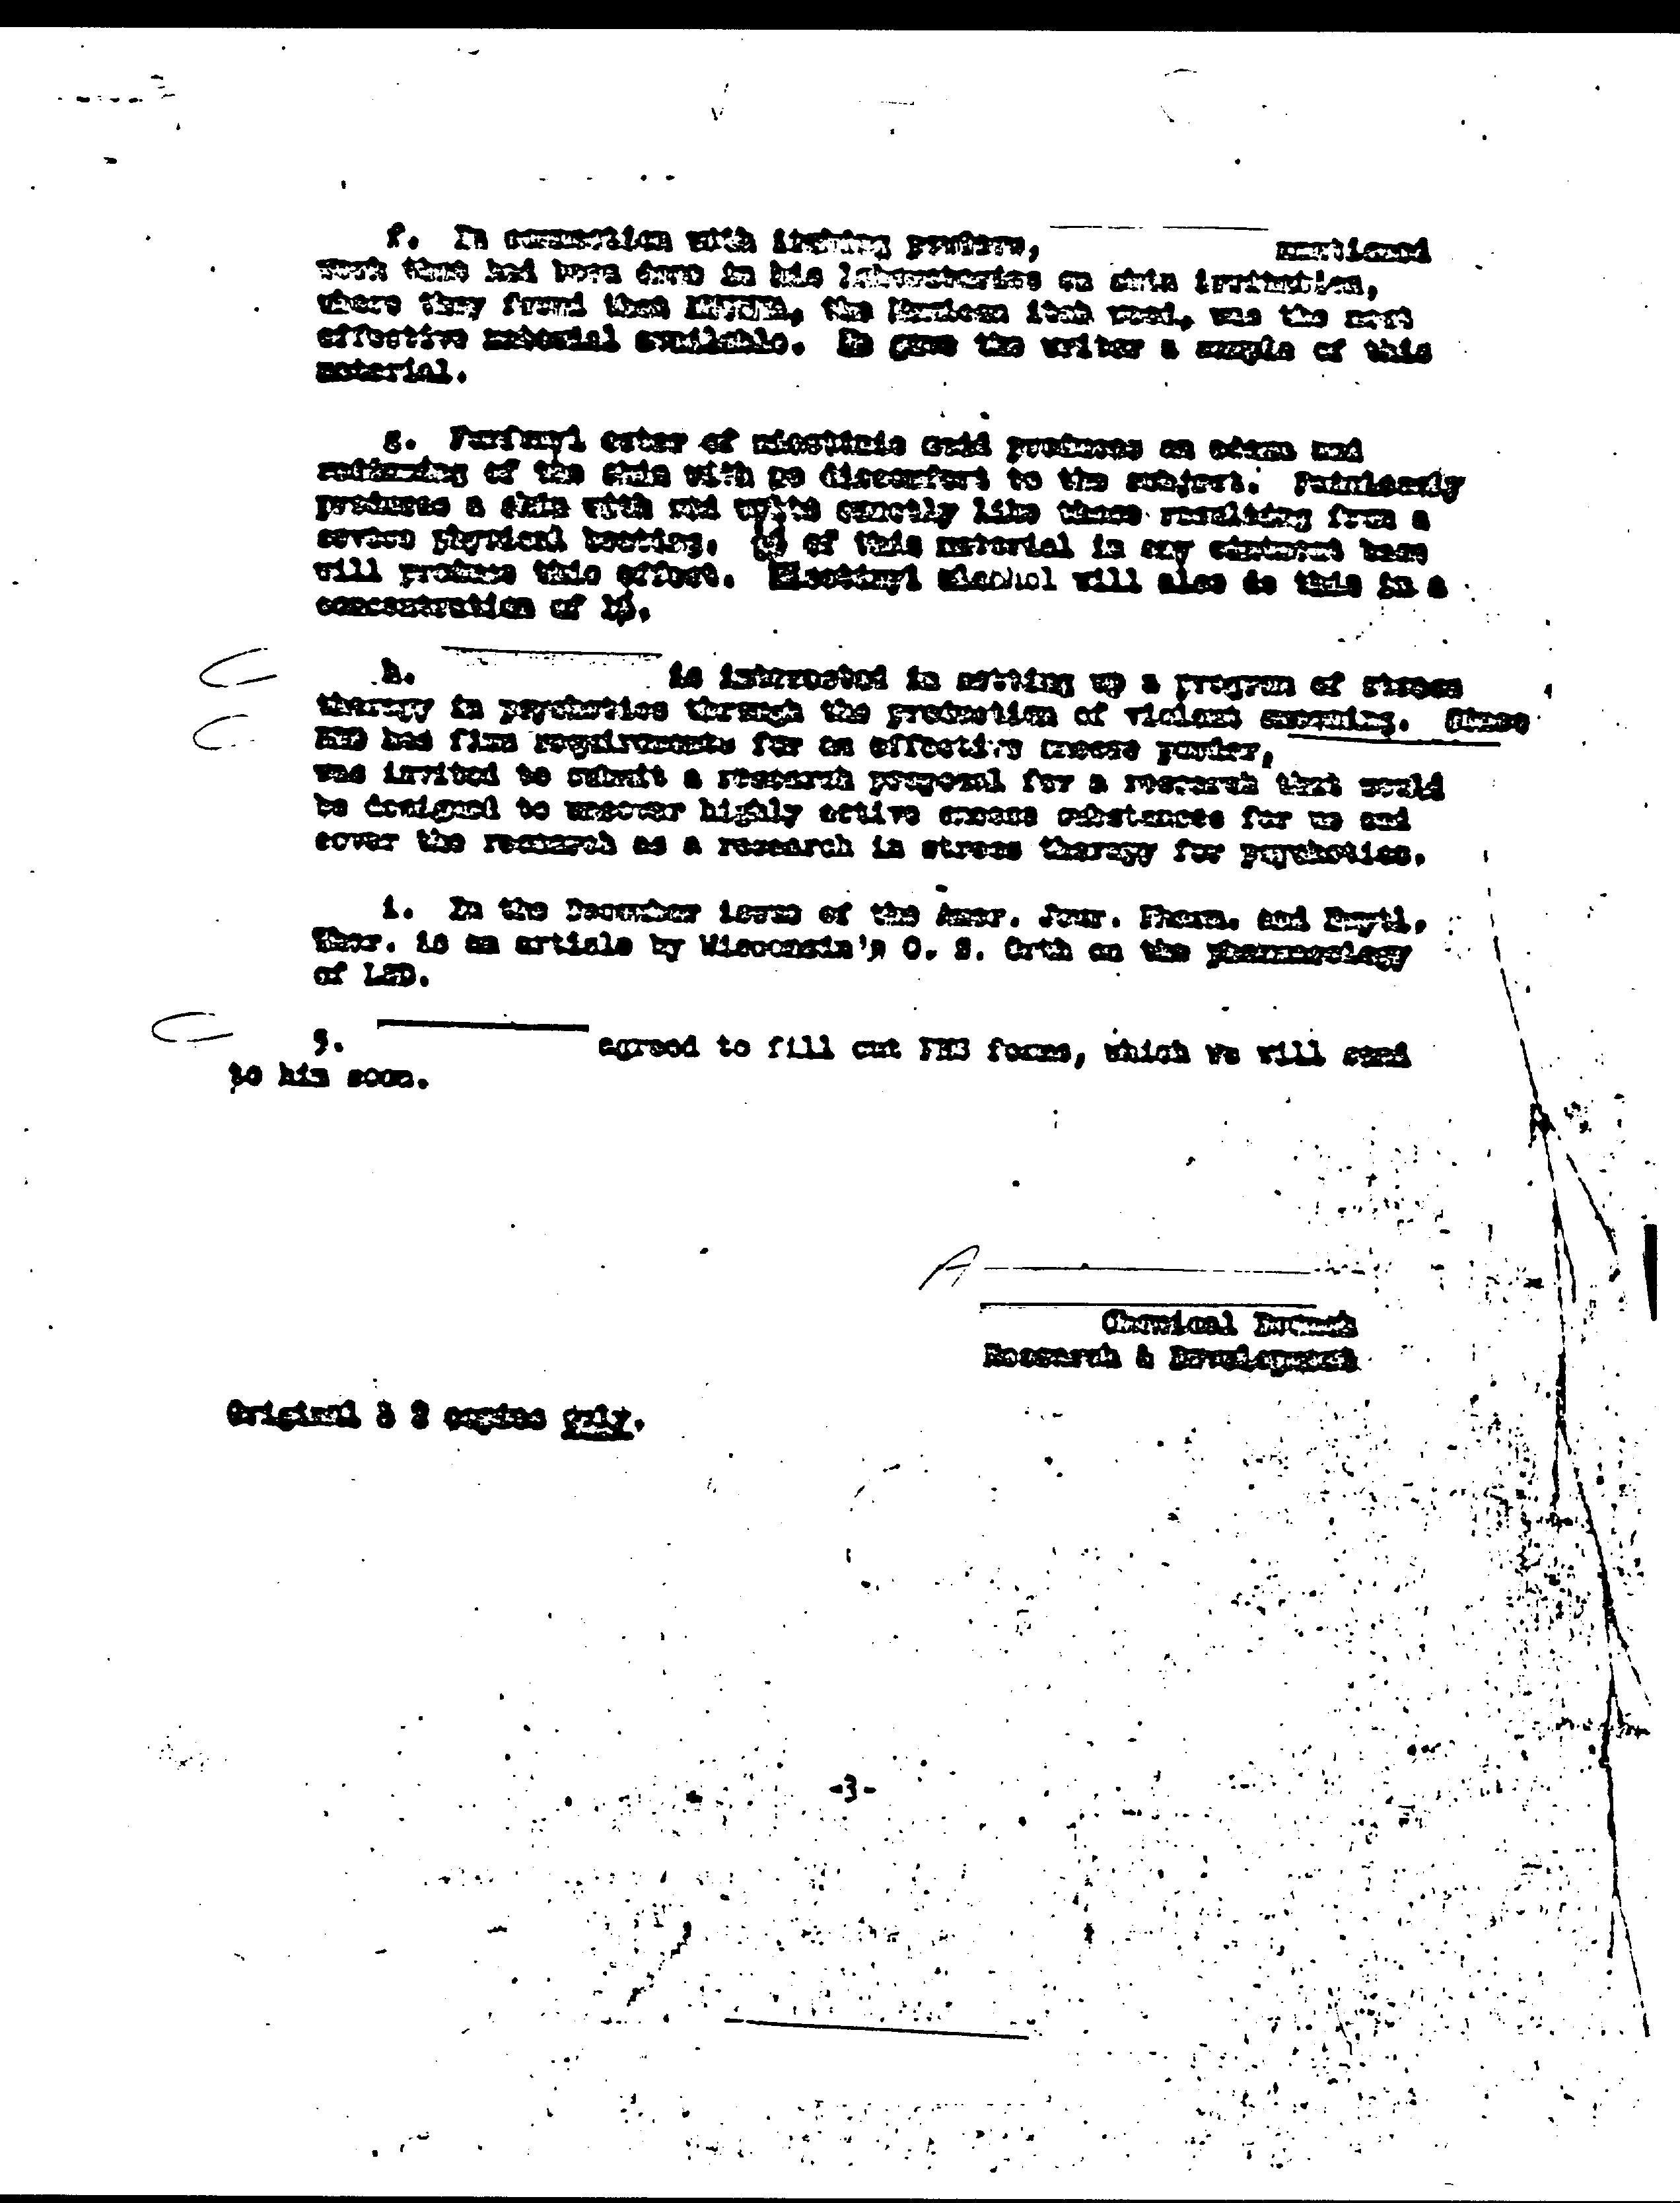 f. In connection with itching powders, mentioned
work that had been done in his laboratories on skin irritation,
where they found that the Mexican itch weed, was the most
effective material available. He gave the writer a sample of this
material.
g. ester of nicotinic acid produces an edema and
reddening of the skin with no discomfort to the subject. Painlessly
produces a skin with red exactly like those resulting from a
severe physical beating. of this material in any ointment base
will produce this effect. alcohol will also do this in a
concentration of
h. is interested in setting up a program of stress
therapy in psychotics through the production of violent sneezing. Since
has firm requirements for an effective sneeze powder,
was invited to submit a research proposal for a research that would
be designed to uncover highly active sneeze substances for us and
cover the research as a research in stress therapy for psychotics.
i. In the December issue of the Amer. Jour. Pharm. and Exptl.
Ther. is an article by Wisconsin's O. S. Orth on the pharmacology
of LSD.
j. agreed to fill out PHS forms, which we will send
to him soon.
A
Chemical Branch
Research & Development
Original & 2 copies only.
-3-